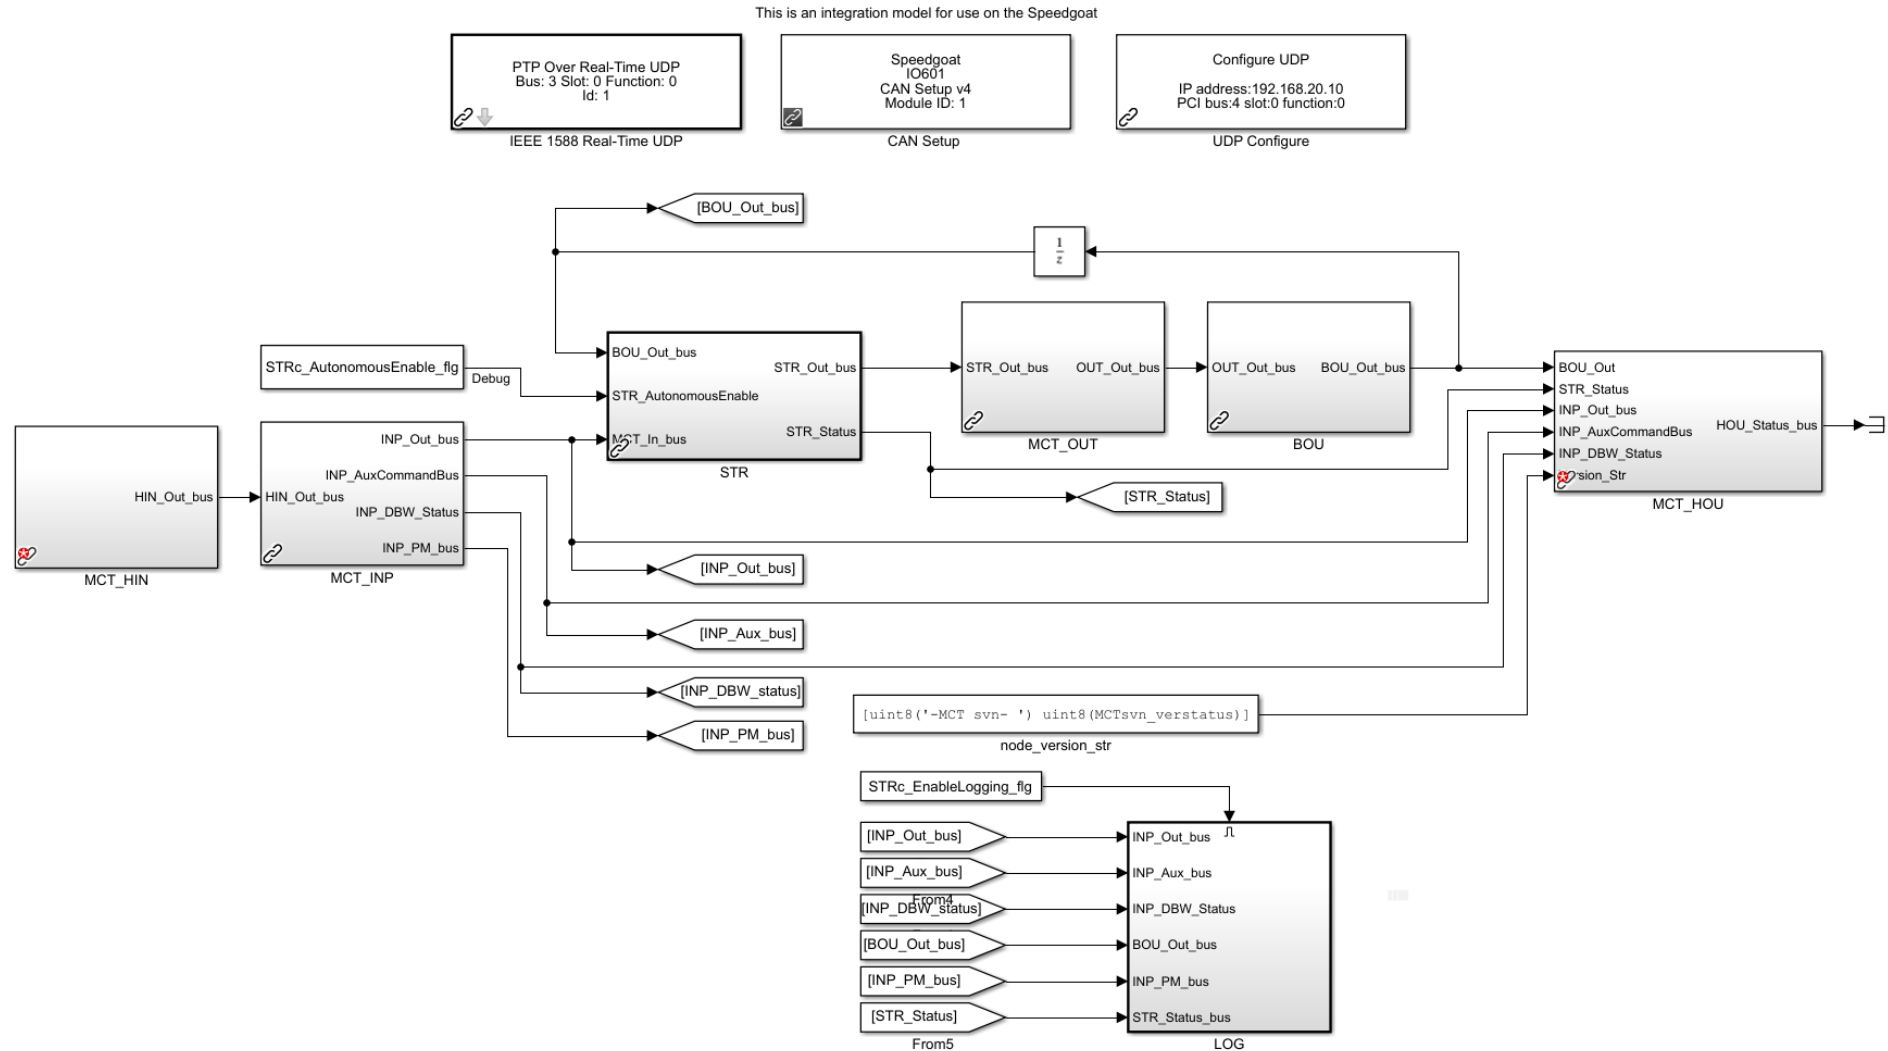 This is an integration model for use on the Speedgoat
PTP Over Real-Time UDP
Bus: 3 Slot: 0 Function: 0
Id: 1
IEEE 1588 Real-Time UDP
Speedgoat
IO601
CAN Setup v4
Module ID: 1
CAN Setup
Configure UDP
IP address:192.168.20.10
PCI bus:4 slot:0 function:0
UDP Configure
[BOU_Out_bus]
1
z
STRc_AutonomousEnable_flg
Debug
BOU_Out_bus
STR_AutonomousEnable
MCT_In_bus
STR_Out_bus
STR_Status
STR
STR_Out_bus
OUT_Out_bus
MCT_OUT
OUT_Out_bus
BOU_Out_bus
BOU
BOU_Out
STR_Status
INP_Out_bus
INP_AuxCommandBus
INP_DBW_Status
rsion_Str
HOU_Status_bus
MCT_HOU
HIN_Out_bus
MCT_HIN
HIN_Out_bus
INP_Out_bus
INP_AuxCommandBus
INP_DBW_Status
INP_PM_bus
MCT_INP
[STR_Status]
[INP_Out_bus]
[INP_Aux_bus]
[INP_DBW_status]
[INP_PM_bus]
[uint8('-MCT svn- ') uint8(MCTsvn_verstatus)]
node_version_str
STRc_EnableLogging_flg
[INP_Out_bus]
[INP_Aux_bus]
From4
[INP_DBW_status]
[BOU_Out_bus]
[INP_PM_bus]
[STR_Status]
From5
INP_Out_bus
INP_Aux_bus
INP_DBW_Status
BOU_Out_bus
INP_PM_bus
STR_Status_bus
LOG